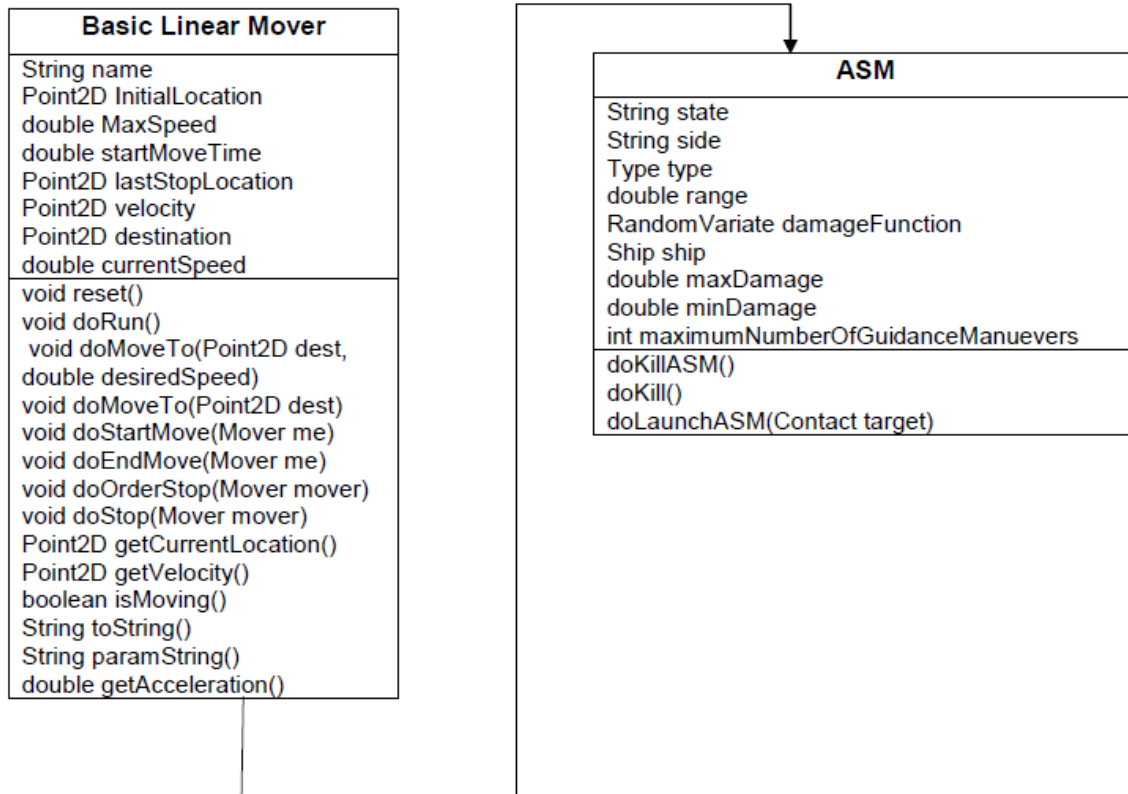 Basic Linear Mover
String name
Point2D InitialLocation
double MaxSpeed
double startMoveTime
Point2D lastStopLocation
Point2D velocity
Point2D destination
double currentSpeed
void reset()
void doRun()
void doMoveTo(Point2D dest,
double desiredSpeed)
void doMoveTo(Point2D dest)
void doStartMove(Mover me)
void doEndMove(Mover me)
void doOrderStop(Mover mover)
void doStop(Mover mover)
Point2D getCurrentLocation()
Point2D getVelocity()
boolean isMoving()
String toString()
String paramString()
double getAcceleration()
ASM
String state
String side
Type type
double range
RandomVariate damageFunction
Ship ship
double maxDamage
double minDamage
int maximumNumberOfGuidanceManuevers
doKillASM()
doKill()
doLaunchASM(Contact target)